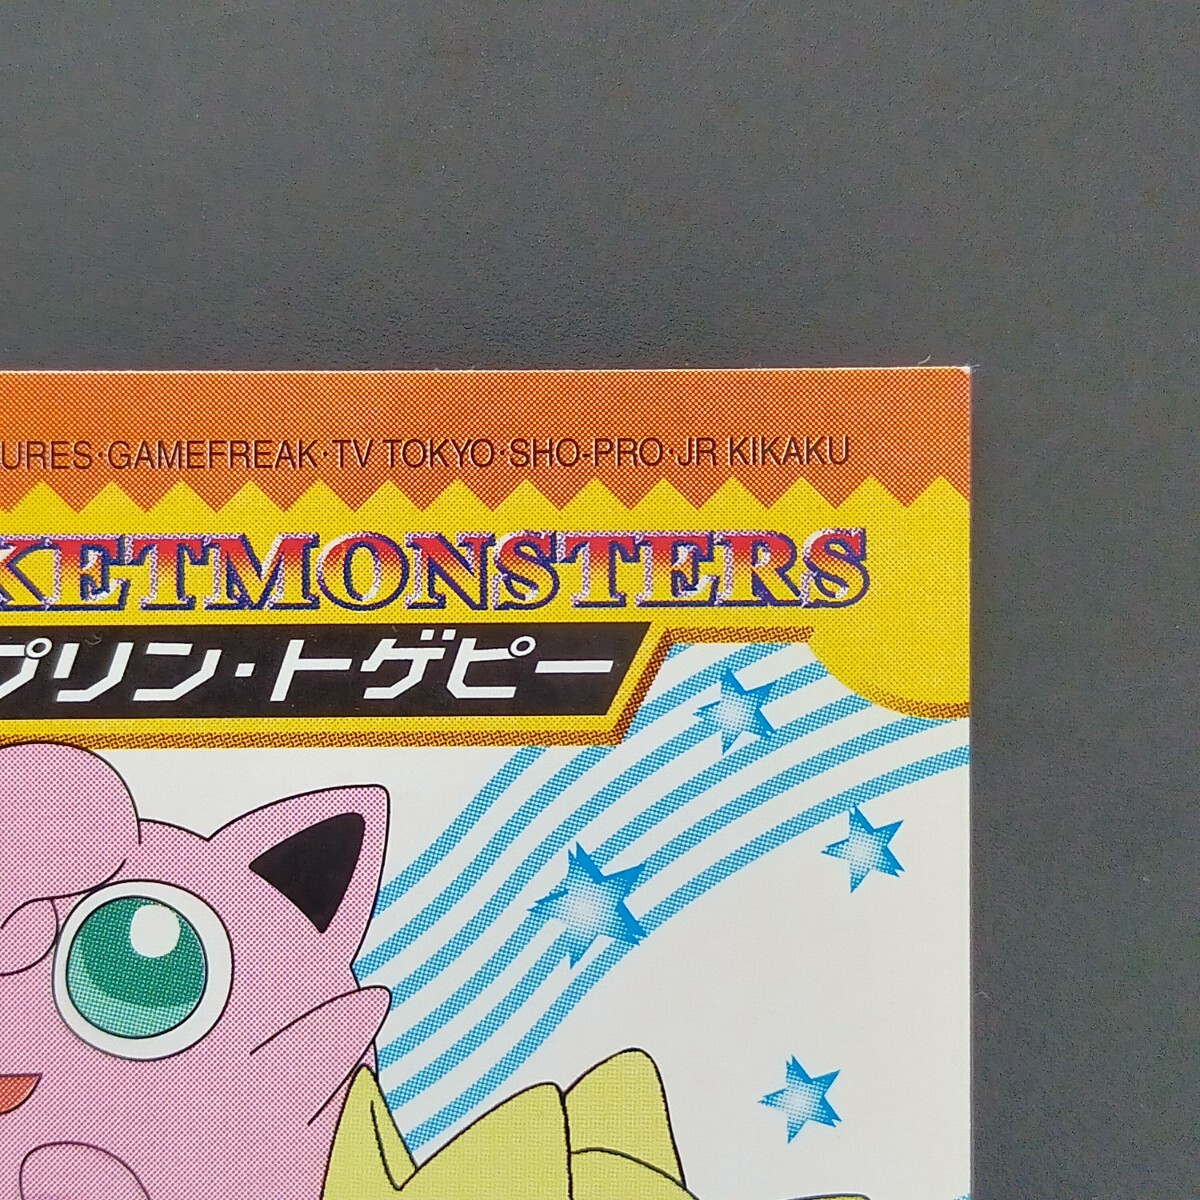 URES·GAMEFREAK·TV TOKYO·SHO-PRO·JR KIKAKU
KETMONSTERS
プリン・トゲピー